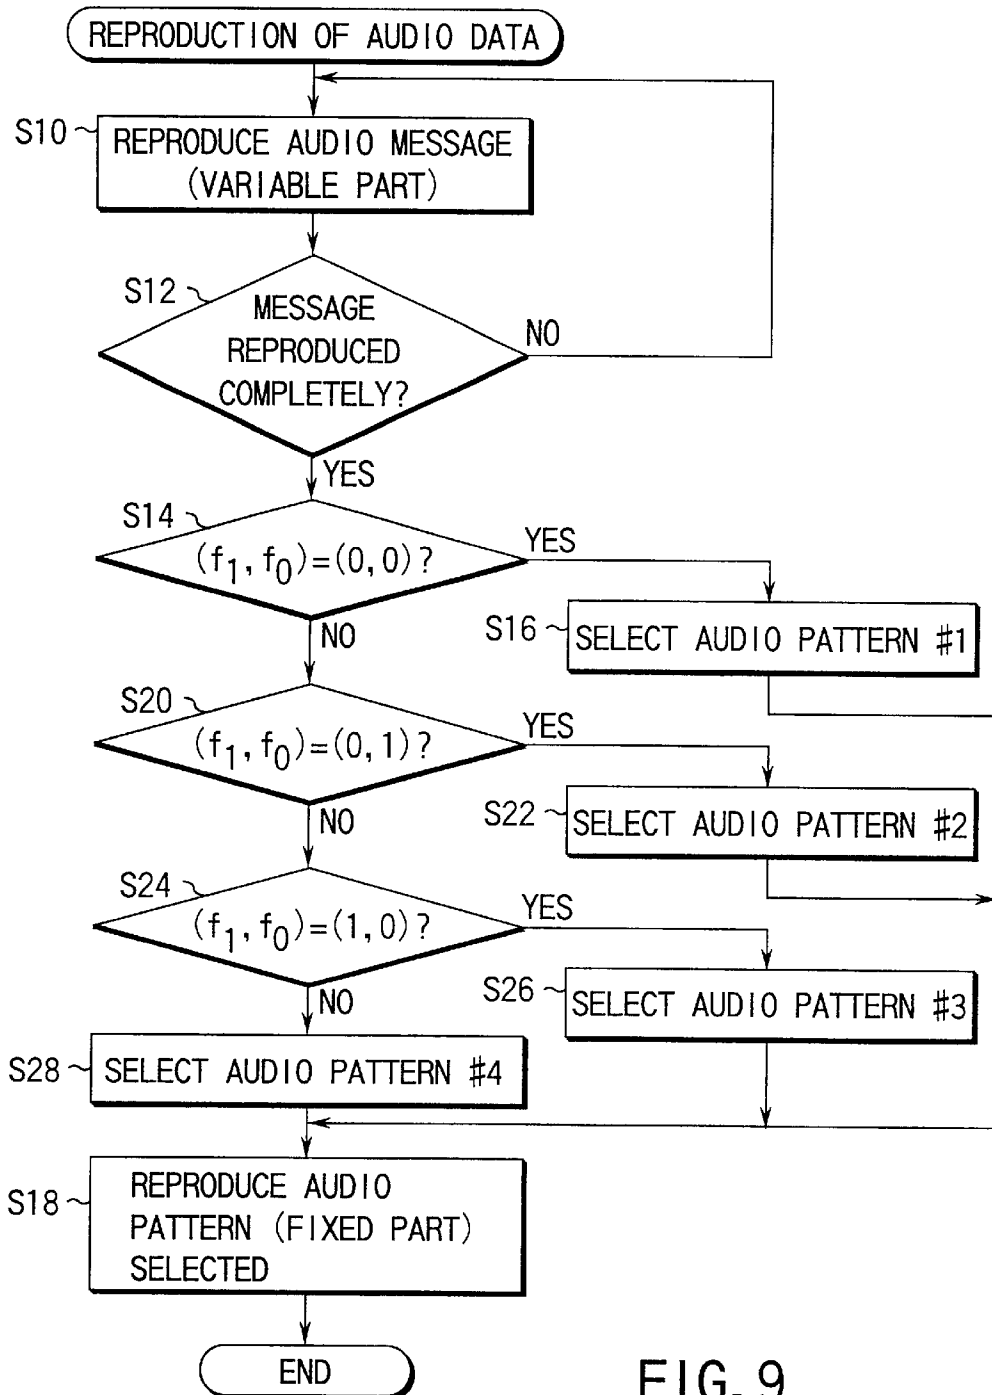 REPRODUCTION OF AUDIO DATA
S10
REPRODUCE AUDIO MESSAGE
(VARIABLE PART)
S12
MESSAGE
REPRODUCED
COMPLETELY?
NO
YES
S14
(f1, f0)=(0,0)?
YES
NO
S16
SELECT AUDIO PATTERN #1
S20
(f1, f0)=(0,1)?
YES
NO
S22
SELECT AUDIO PATTERN #2
S24
(f1, f0)=(1,0)?
YES
NO
S26
SELECT AUDIO PATTERN #3
S28
SELECT AUDIO PATTERN #4
S18
REPRODUCE AUDIO
PATTERN (FIXED PART)
SELECTED
END
FIG. 9